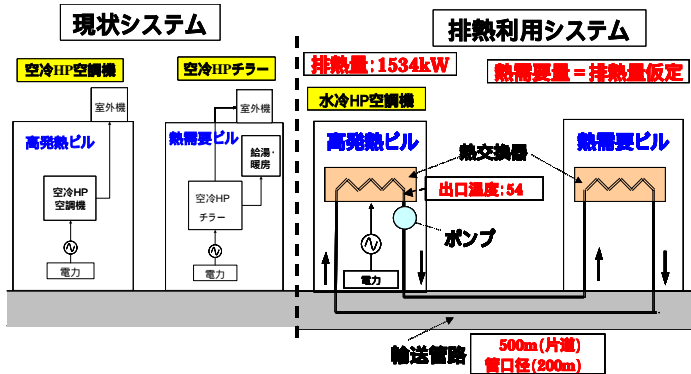 現状システム
排熱利用システム
空冷HP空調機
空冷HPチラー
排熱量:1534kW
熱需要量=排熱量仮定
室外機
室外機
水冷HP空調機
高発熱ビル
熱需要ビル
給湯・
暖房
空冷HP
空調機
空冷HP
チラー
電力
電力
高発熱ビル
熱需要ビル
熱交換器
出口温度:54
ポンプ
電力
輸送管路
500m(片道)
管口径(200m)